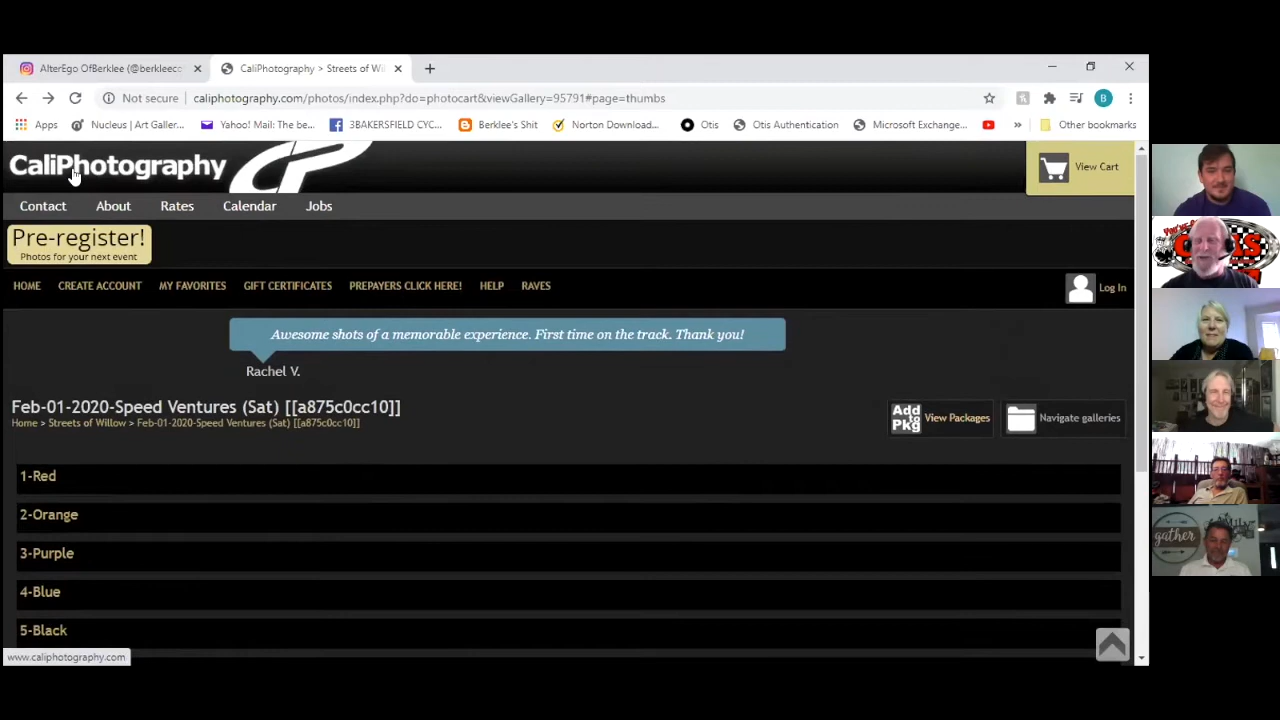 AlterEgo OfBerklee (@berkleeco
CaliPhotography > Streets of Wil
Not secure
caliphotography.com/photos/index.php?do=photocart&viewGallery=95791#page=thumbs
B
Apps
Nucleus | Art Galler...
Yahoo! Mail: The be...
3BAKERSFIELD CYC...
Berklee's Shit
Norton Download...
Otis
Otis Authentication
Microsoft Exchange...
»
Other bookmarks
CaliPhotography
View Cart
Contact
About
Rates
Calendar
Jobs
Pre-register!
Photos for your next event
HOME
CREATE ACCOUNT
MY FAVORITES
GIFT CERTIFICATES
PREPAYERS CLICK HERE!
HELP
RAVES
Log In
Awesome shots of a memorable experience. First time on the track. Thank you!
Rachel V.
Feb-01-2020-Speed Ventures (Sat) [[a875c0cc10]]
Home > Streets of Willow > Feb-01-2020-Speed Ventures (Sat) [[a875c0cc10]]
Add to Pkg
View Packages
Navigate galleries
1-Red
2-Orange
3-Purple
4-Blue
5-Black
www.caliphotography.com
gather